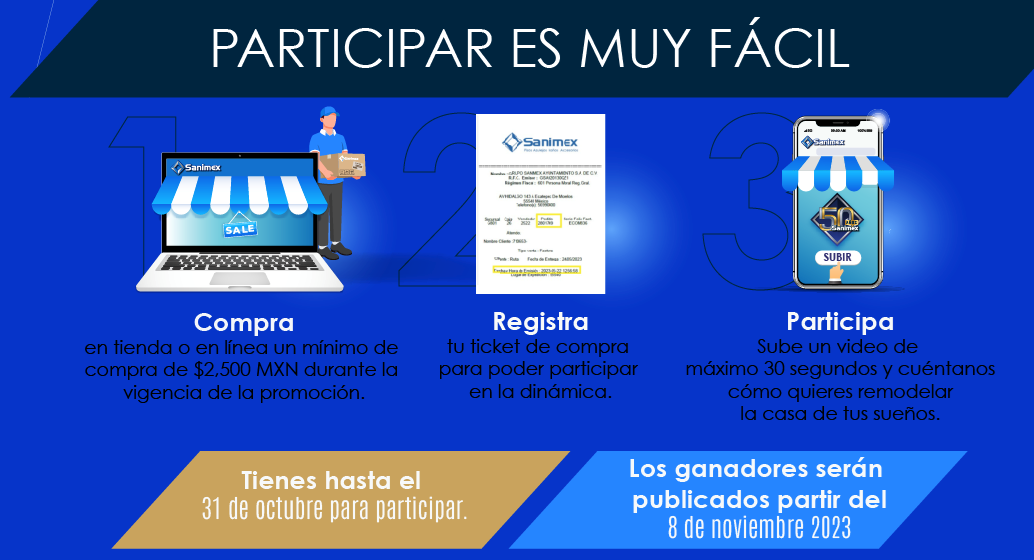 PARTICIPAR ES MUY FÁCIL
1
2
3
Sanimex
SALE
Sanimex
Compra
en tienda o en línea un mínimo de
compra de $2,500 MXN durante la
vigencia de la promoción.
Registra
tu ticket de compra
para poder participar
en la dinámica.
50 AÑOS
Sanimex
SUBIR
Sanimex
Participa
Sube un video de
máximo 30 segundos y cuéntanos
cómo quieres remodelar
la casa de tus sueños.
Tienes hasta el
31 de octubre para participar.
Los ganadores serán
publicados partir del
8 de noviembre 2023